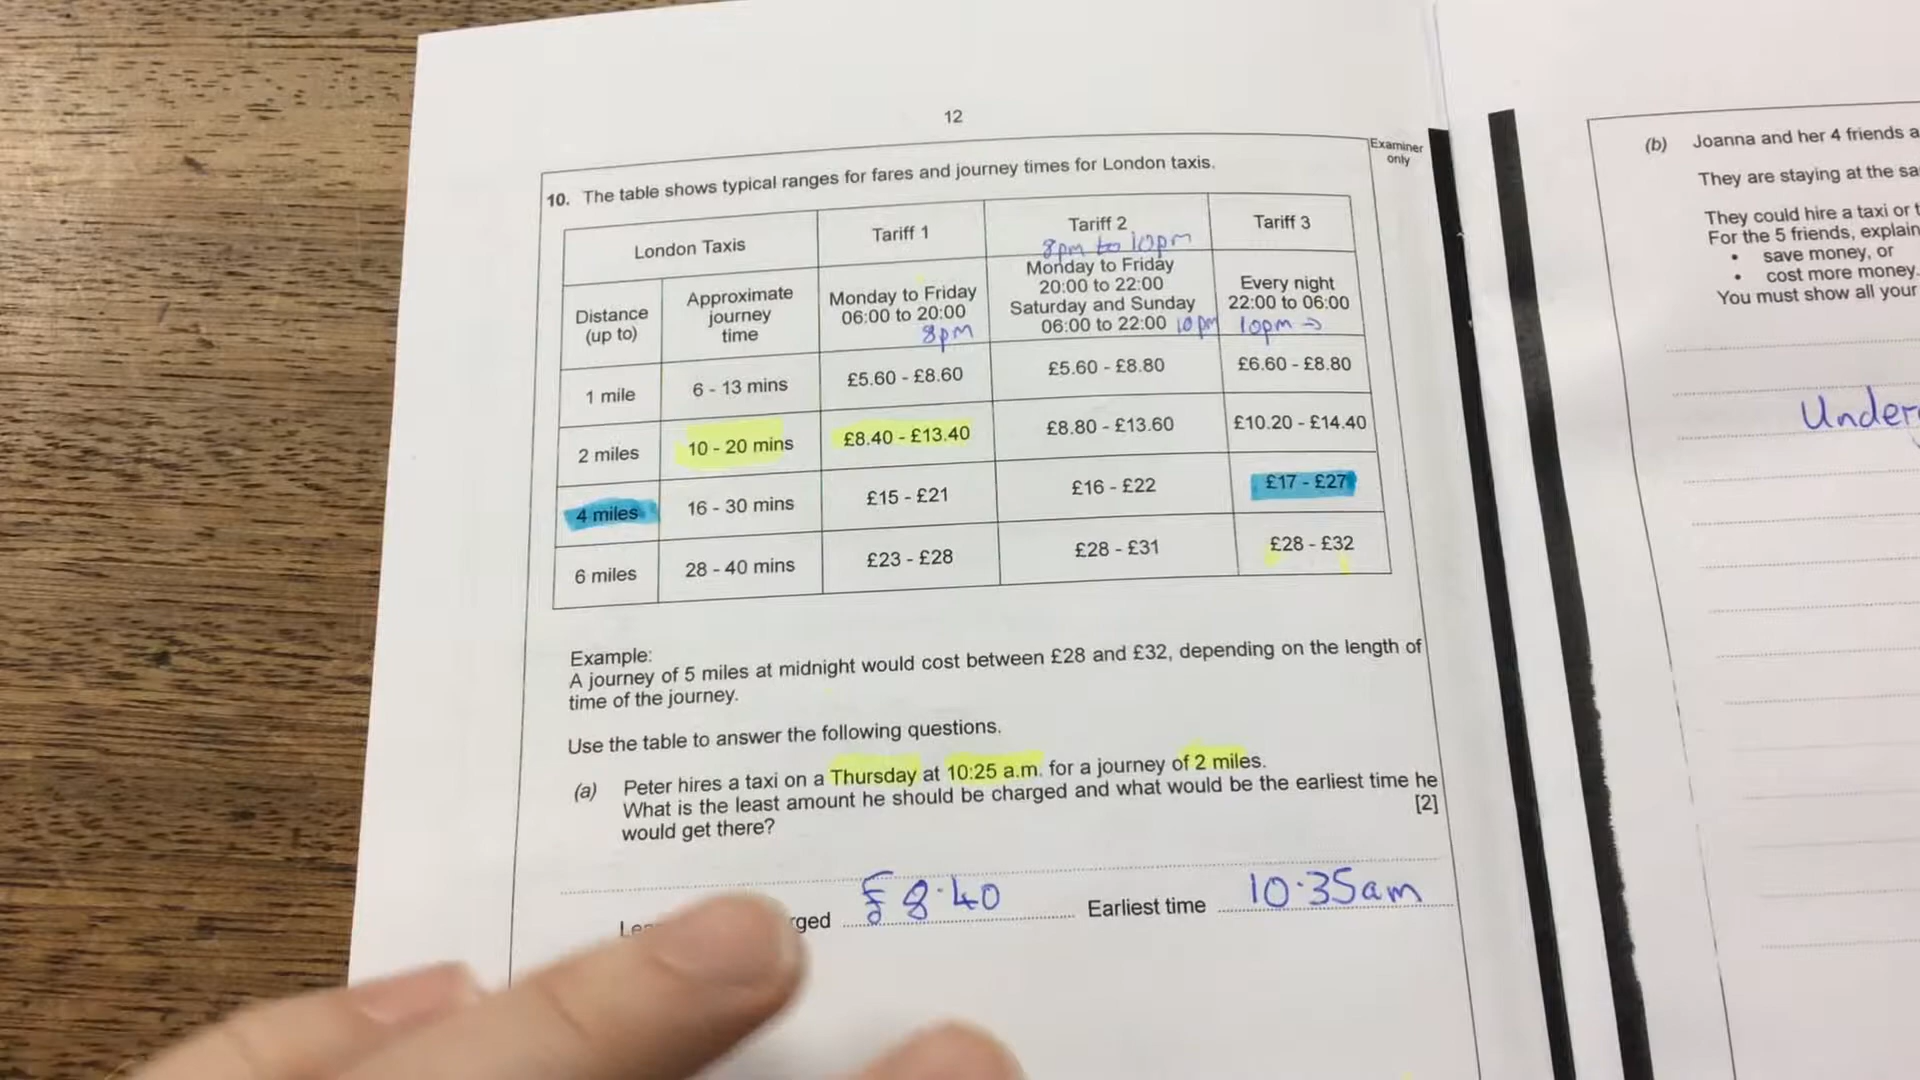 12
Examiner
only
10. The table shows typical ranges for fares and journey times for London taxis.
London Taxis
Tariff 1
Tariff 2
8pm to 10pm
Tariff 3
Distance
(up to)
Approximate
journey
time
Monday to Friday
06:00 to 20:00
8pm
Monday to Friday
20:00 to 22:00
Saturday and Sunday
06:00 to 22:00 10pm
Every night
22:00 to 06:00
10pm →
1 mile 6 - 13 mins £5.60 - £8.60 £5.60 - £8.80 £6.60 - £8.80
2 miles 10 - 20 mins £8.40 - £13.40 £8.80 - £13.60 £10.20 - £14.40
4 miles 16 - 30 mins £15 - £21 £16 - £22 £17 - £27
6 miles 28 - 40 mins £23 - £28 £28 - £31 £28 - £32
Example:
A journey of 5 miles at midnight would cost between £28 and £32, depending on the length of
time of the journey.
Use the table to answer the following questions.
(a) Peter hires a taxi on a Thursday at 10:25 a.m. for a journey of 2 miles.
What is the least amount he should be charged and what would be the earliest time he
would get there? [2]
£8.40 Earliest time 10.35am
(b) Joanna and her 4 friends
They are staying at the
They could hire a taxi or
For the 5 friends, explain
• save money, or
• cost more money.
You must show all your